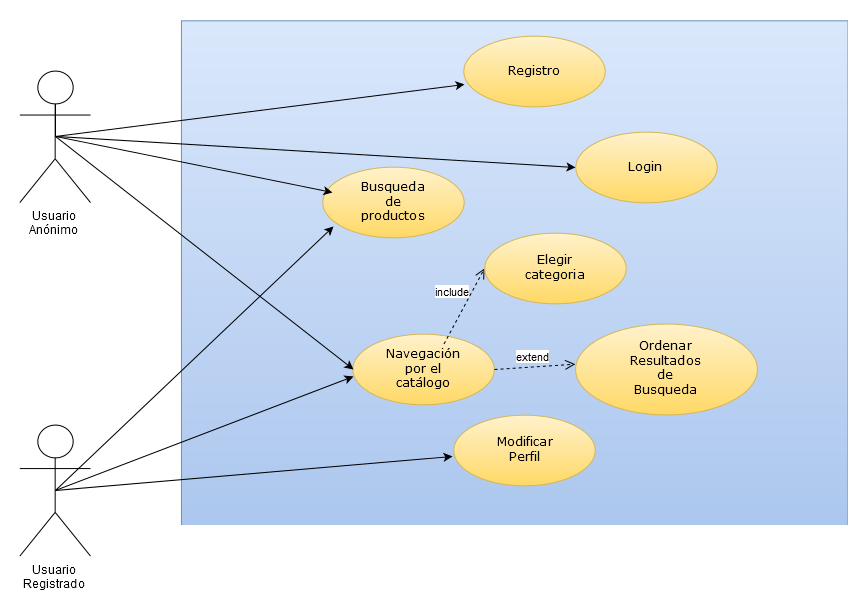 Registro
Login
Busqueda
de
productos
Usuario
Anónimo
Elegir
categoria
include
Navegación
por el
catálogo
extend
Ordenar
Resultados
de
Busqueda
Modificar
Perfil
Usuario
Registrado